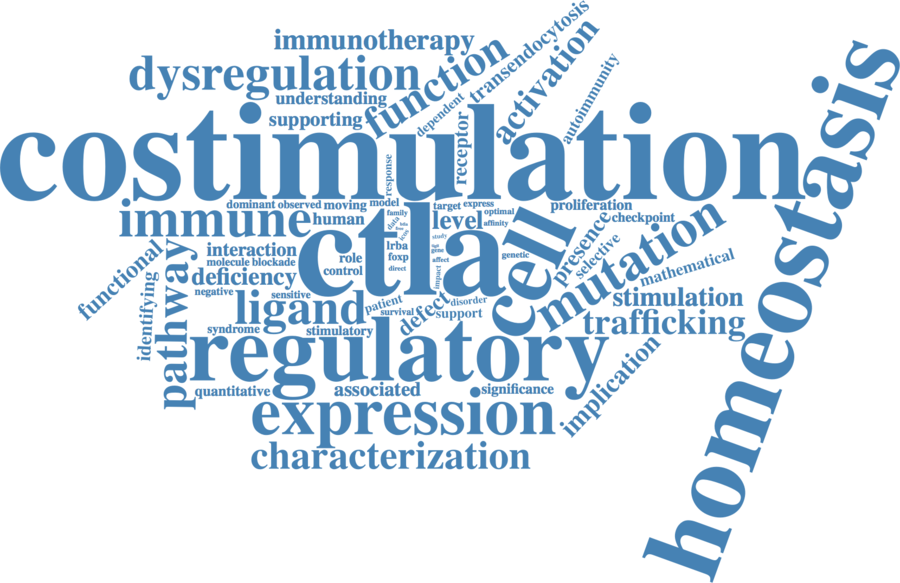 immunotherapy
dysregulation
understanding
supporting
function
dependent
transendocytosis
activation
autoimmunity
receptor
response
costimulation
homeostasis
dominant observed moving model
target express
proliferation
immune
human
family
data
level
optimal
affinity
checkpoint
presence
selective
cell
mutation
mathematical
ctla
lrba
foxp
direct
study
gene
affect
impact
genetic
functional
pathway
identifying
interaction
molecule blockade
role
control
deficiency
negative
sensitive
ligand
patient
survival
defect
disorder
support
stimulation
trafficking
syndrome
stimulatory
regulatory
implication
quantitative
associated
significance
expression
characterization